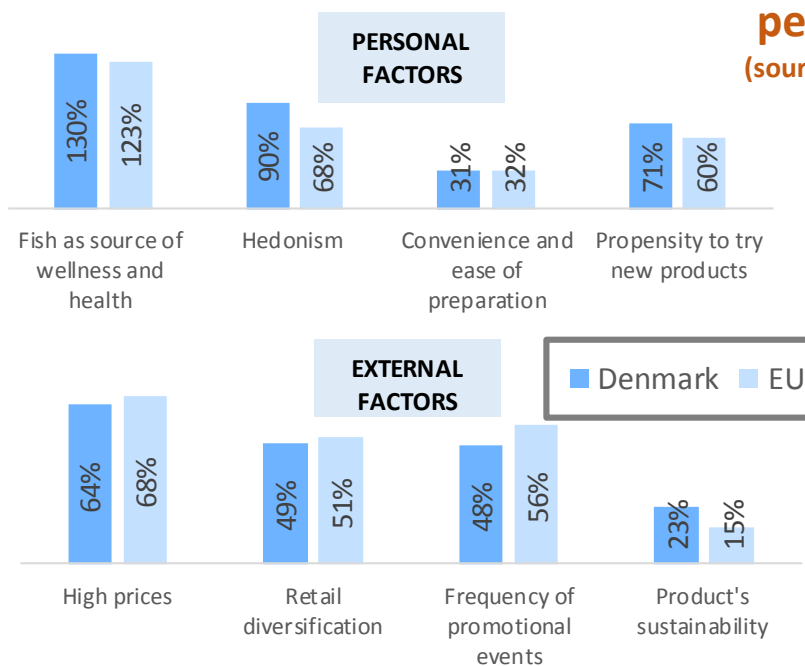 pe
(sour
PERSONAL
FACTORS
130%
123%
90%
68%
31%
32%
71%
60%
Fish as source of
wellness and
health
Hedonism
Convenience and
ease of
preparation
Propensity to try
new products
EXTERNAL
FACTORS
Denmark EU
64%
68%
49%
51%
48%
56%
23%
15%
High prices
Retail
diversification
Frequency of
promotional
events
Product's
sustainability